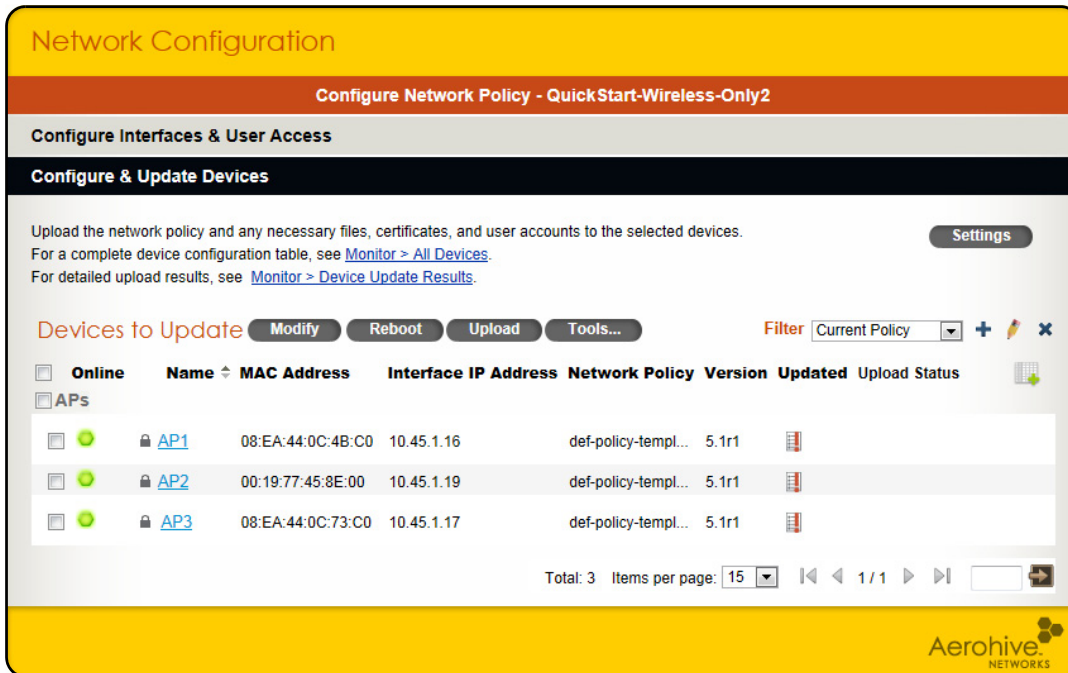 Network Configuration
Configure Network Policy - QuickStart-Wireless-Only2
Configure Interfaces & User Access
Configure & Update Devices
Upload the network policy and any necessary files, certificates, and user accounts to the selected devices.
Settings
For a complete device configuration table, see Monitor > All Devices.
For detailed upload results, see Monitor > Device Update Results.
Devices to Update Modify Reboot Upload Tools... Filter Current Policy
Online Name MAC Address Interface IP Address Network Policy Version Updated Upload Status
APs
AP1 08:EA:44:0C:4B:C0 10.45.1.16 def-policy-templ... 5.1r1
AP2 00:19:77:45:8E:00 10.45.1.19 def-policy-templ... 5.1r1
AP3 08:EA:44:0C:73:C0 10.45.1.17 def-policy-templ... 5.1r1
Total: 3 Items per page: 15 1 / 1
Aerohive
NETWORKS